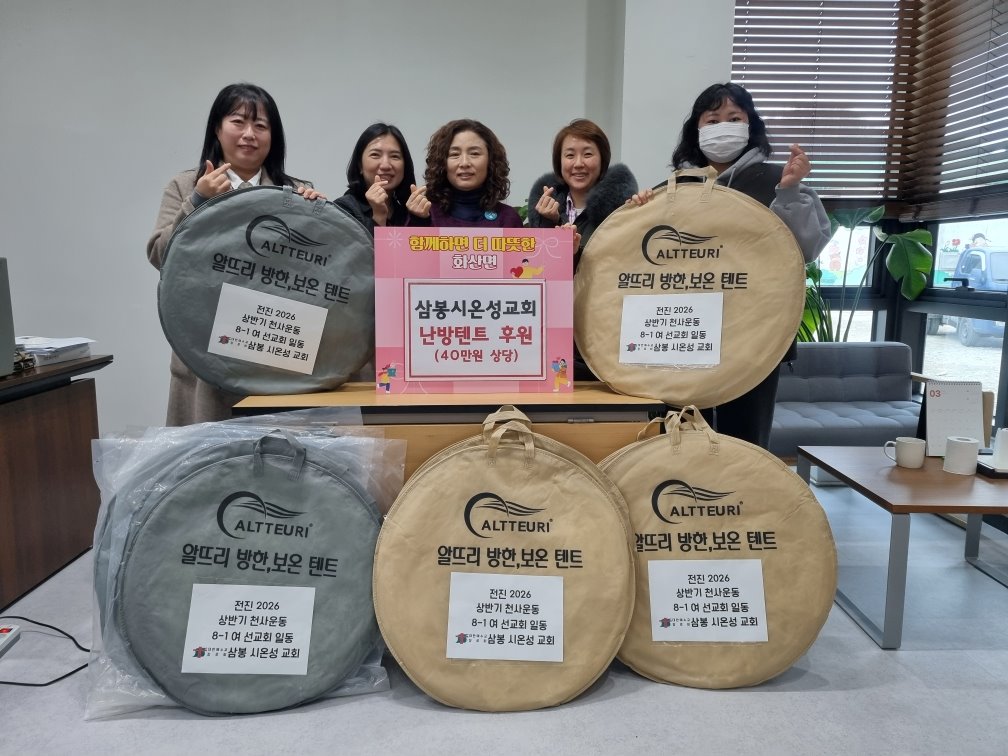 ALTTEURI®
알뜨리 방한,보온 텐트
전진 2026
상반기 천사운동
8-1 여 선교회 일동
삼봉 시온성 교회
함께하면 더 따뜻한
화산면
삼봉시온성교회
난방텐트 후원
(40만원 상당)
ALTTEURI®
알뜨리 방한,보온 텐트
전진 2026
상반기 천사운동
8-1 여 선교회 일동
삼봉 시온성 교회
03
ALTTEURI®
알뜨리 방한,보온 텐트
전진 2026
상반기 천사운동
8-1 여 선교회 일동
삼봉 시온성 교회
ALTTEURI®
알뜨리 방한,보온 텐트
전진 2026
상반기 천사운동
8-1 여 선교회 일동
삼봉 시온성 교회
ALTTEURI®
알뜨리 방한,보온 텐트
전진 2026
상반기 천사운동
8-1 여 선교회 일동
삼봉 시온성 교회